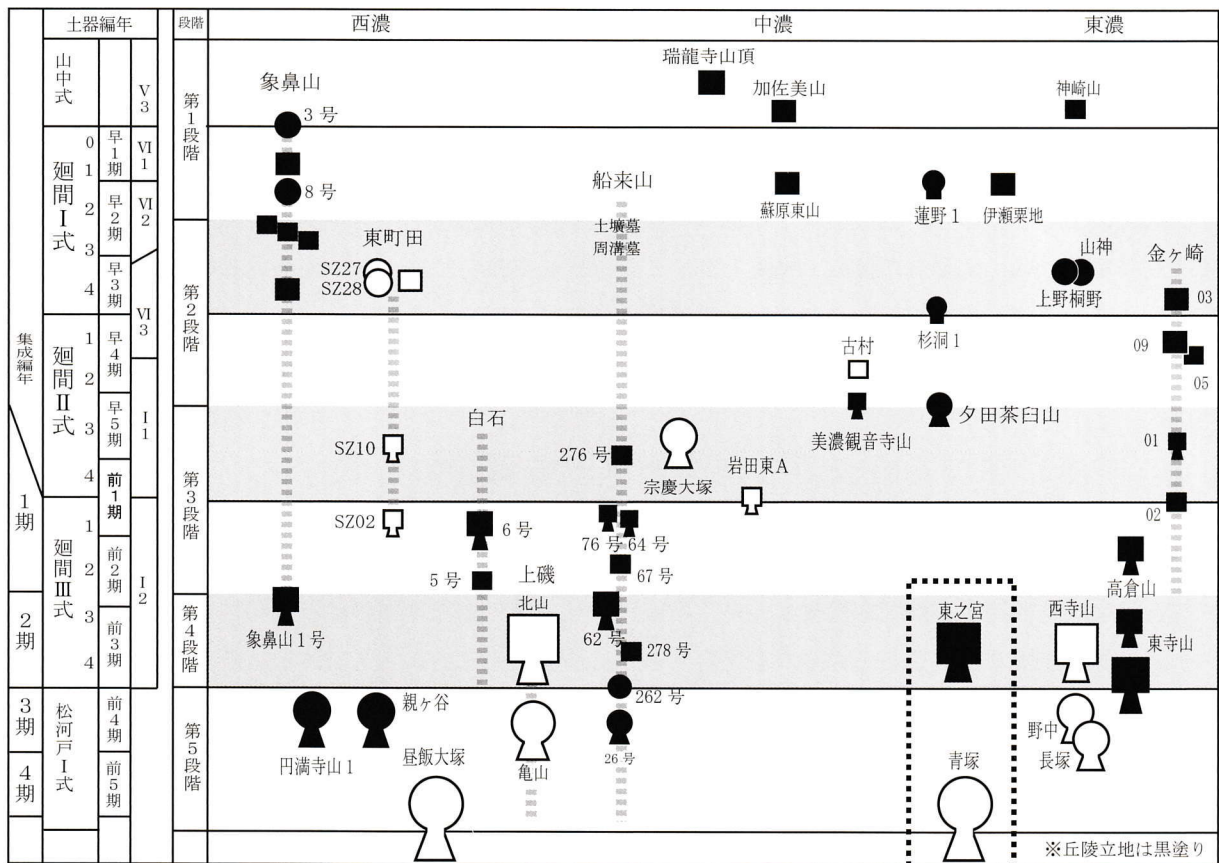 土器編年
段階
西濃
中濃
東濃
集成編年
1期
2期
3期
4期
山中式
廻間Ⅰ式
0
1
2
3
4
廻間Ⅱ式
1
2
3
4
廻間Ⅲ式
1
2
3
4
松河戸Ⅰ式
早1期
早2期
早3期
早4期
早5期
前1期
前2期
前3期
前4期
前5期
V3
Ⅵ1
Ⅵ2
Ⅵ3
I1
I2
第1段階
第2段階
第3段階
第4段階
第5段階
象鼻山
3号
8号
象鼻山1号
東町田
SZ27
SZ28
SZ10
SZ02
白石
6号
5号
上磯
北山
亀山
円満寺山1
親ヶ谷
昼飯大塚
船来山
土壙墓
周溝墓
276号
76号
64号
67号
62号
278号
262号
26号
瑞龍寺山頂
加佐美山
蘇原東山
宗慶大塚
岩田東A
古村
美濃観音寺山
蓮野1
伊瀬栗地
杉洞1
夕田茶臼山
東之宮
青塚
神崎山
山神
上野桐野
金ヶ崎
03
09
05
01
02
高倉山
西寺山
東寺山
野中
長塚
※丘陵立地は黒塗り